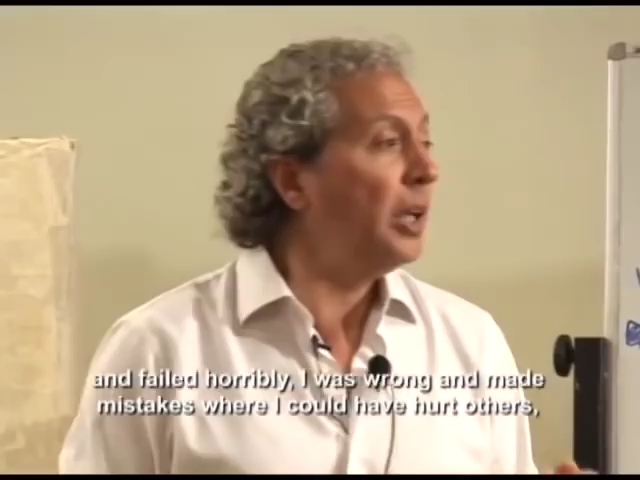 and failed horribly, I was wrong and made
mistakes where I could have hurt others,